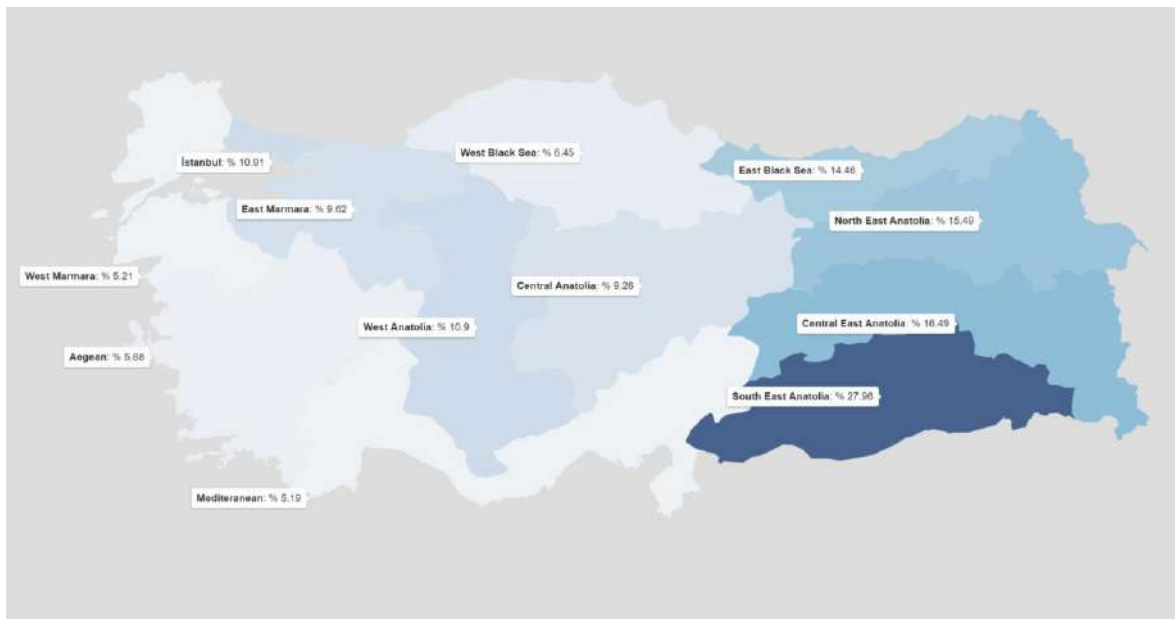 West Black Sea: % 6.45
İstanbul: % 10.91
East Black Sea: % 14.46
East Marmara: % 9.62
North East Anatolia: % 15.49
West Marmara: % 5.21
Central Anatolia: % 9.26
West Anatolia: % 10.9
Central East Anatolia: % 16.49
Aegean: % 5.88
South East Anatolia: % 27.96
Mediteranean: % 5.19